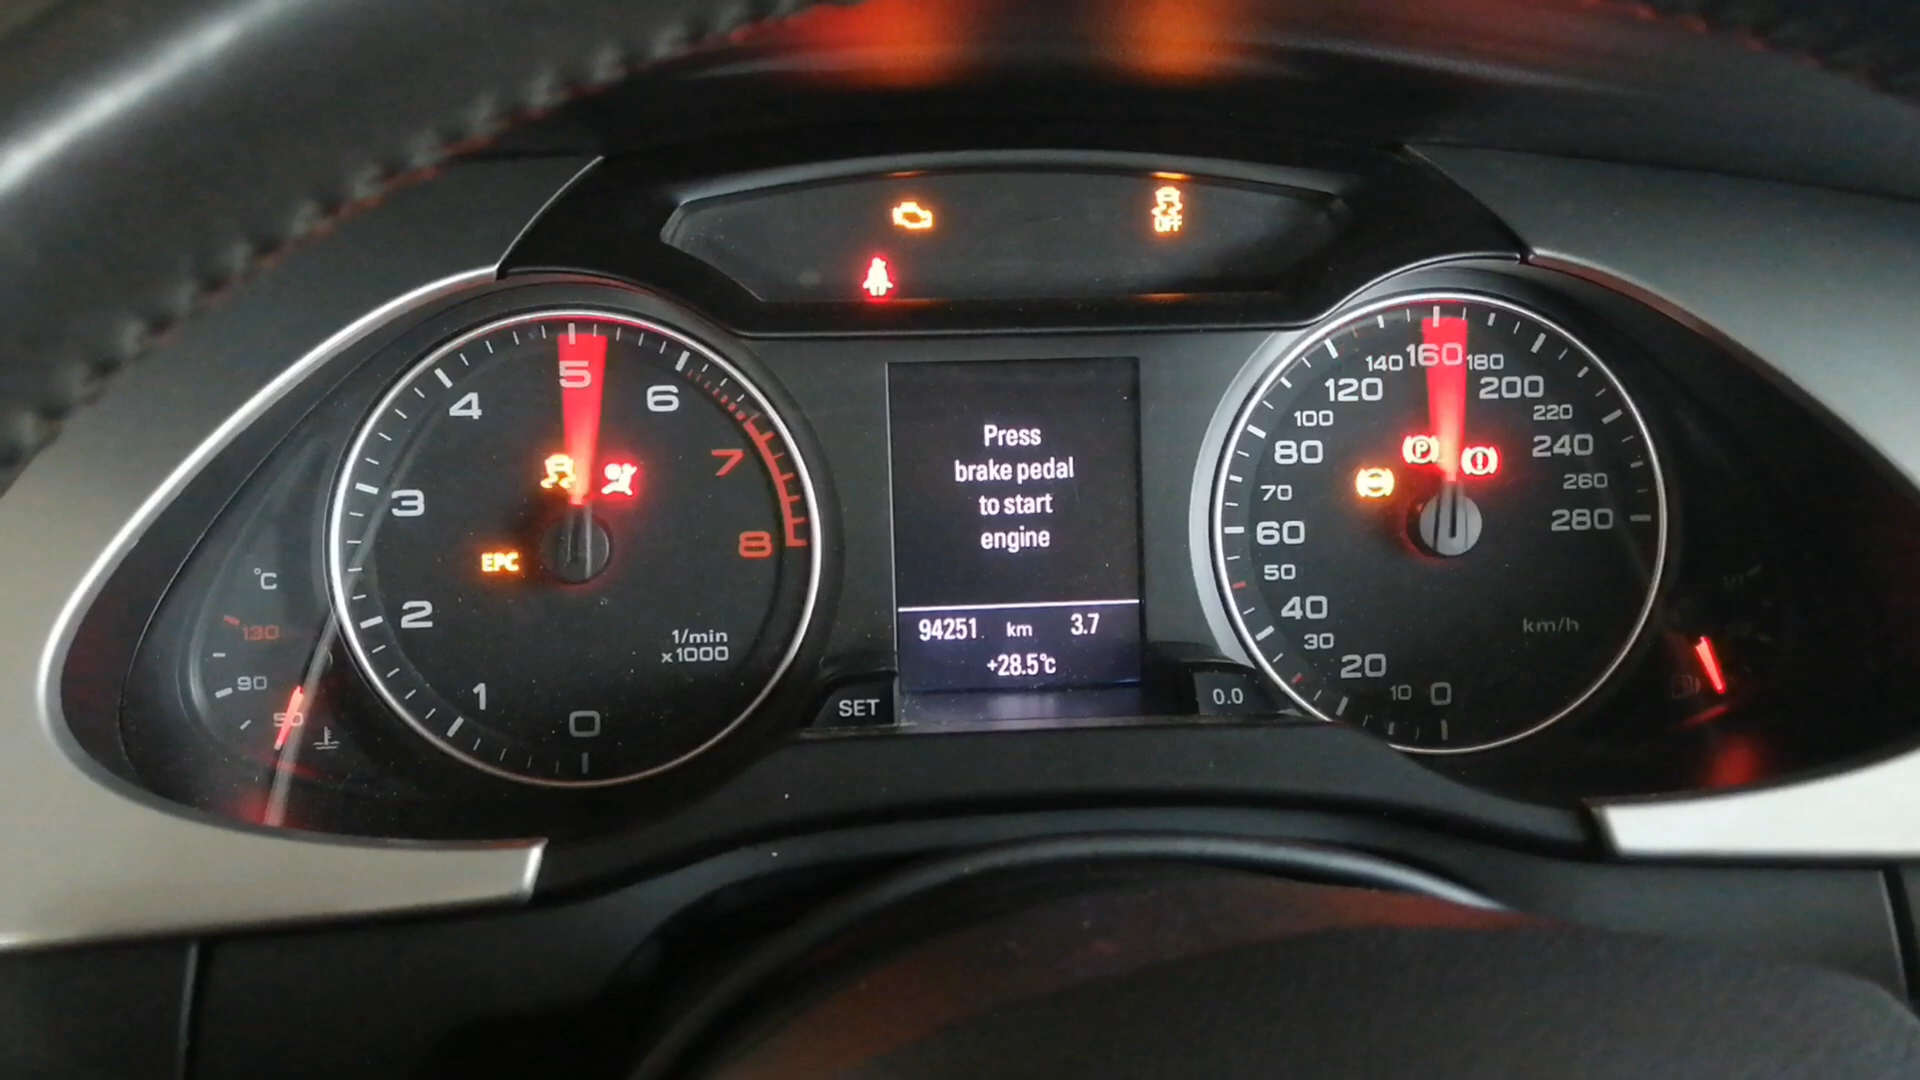 OFF
1
2
3
4
5
6
7
8
0
EPC
1/min
x1000
°C
130
90
50
Press
brake pedal
to start
engine
94251 km 3.7
+28.5°C
SET
0.0
0
10
20
30
40
50
60
70
80
100
120
140
160
180
200
220
240
260
280
P
!
km/h